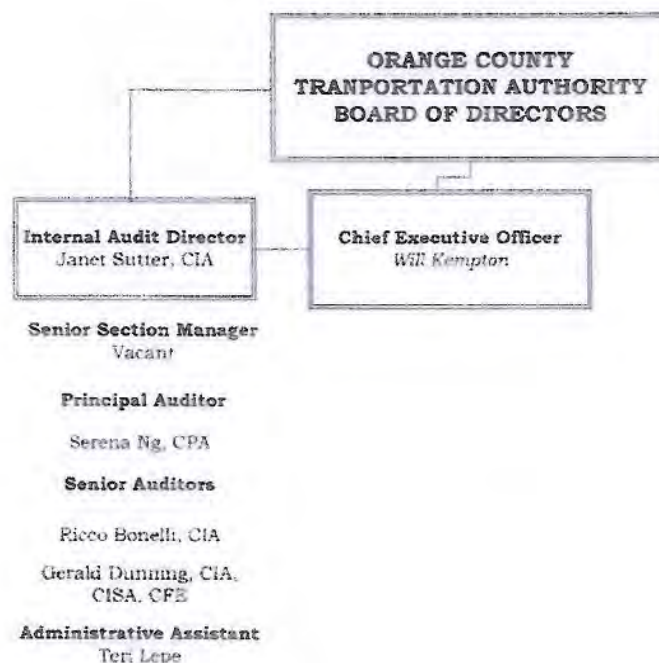 ORANGE COUNTY
TRANPORTATION AUTHORITY
BOARD OF DIRECTORS
Internal Audit Director
Janet Sutter, CIA
Chief Executive Officer
Will Kempton
Senior Section Manager
Vacant
Principal Auditor
Serena Ng, CPA
Senior Auditors
Ricco Bonelli, CIA
Gerald Dunning, CIA,
CISA, CFE
Administrative Assistant
Teri Lepe